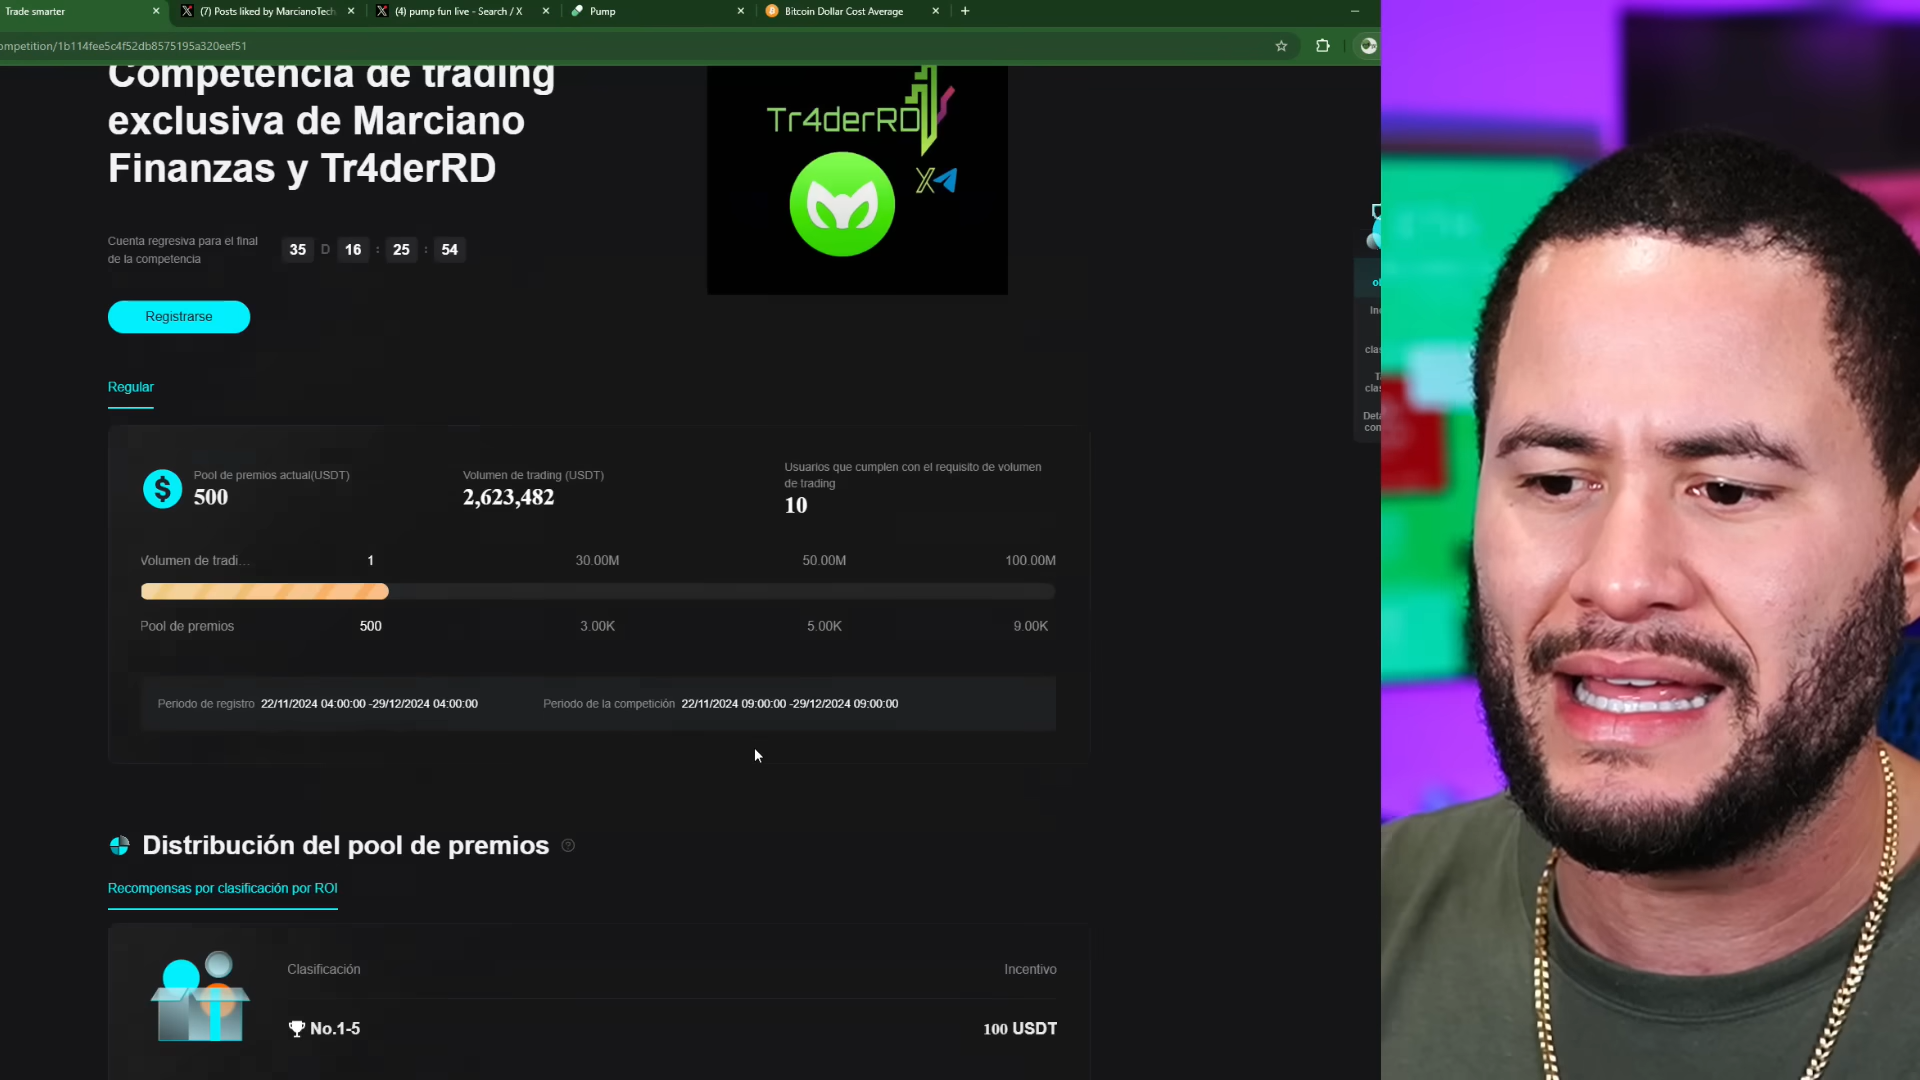 Trade smarter
(7) Posts liked by MarcianoTech
(4) pump fun live - Search / X
Pump
Bitcoin Dollar Cost Average
ompetition/1b114fee5c4f52db8575195a320eef51
Competencia de trading
exclusiva de Marciano
Finanzas y Tr4derRD
Tr4derRD
Cuenta regresiva para el final
de la competencia
35 D 16 : 25 : 54
Registrarse
Regular
Pool de premios actual(USDT)
500
Volumen de trading (USDT)
2,623,482
Usuarios que cumplen con el requisito de volumen
de trading
10
Volumen de tradi... 1 30.00M 50.00M 100.00M
Pool de premios 500 3.00K 5.00K 9.00K
Periodo de registro 22/11/2024 04:00:00 -29/12/2024 04:00:00
Periodo de la competición 22/11/2024 09:00:00 -29/12/2024 09:00:00
Distribución del pool de premios
Recompensas por clasificación por ROI
Clasificación Incentivo
No.1-5 100 USDT